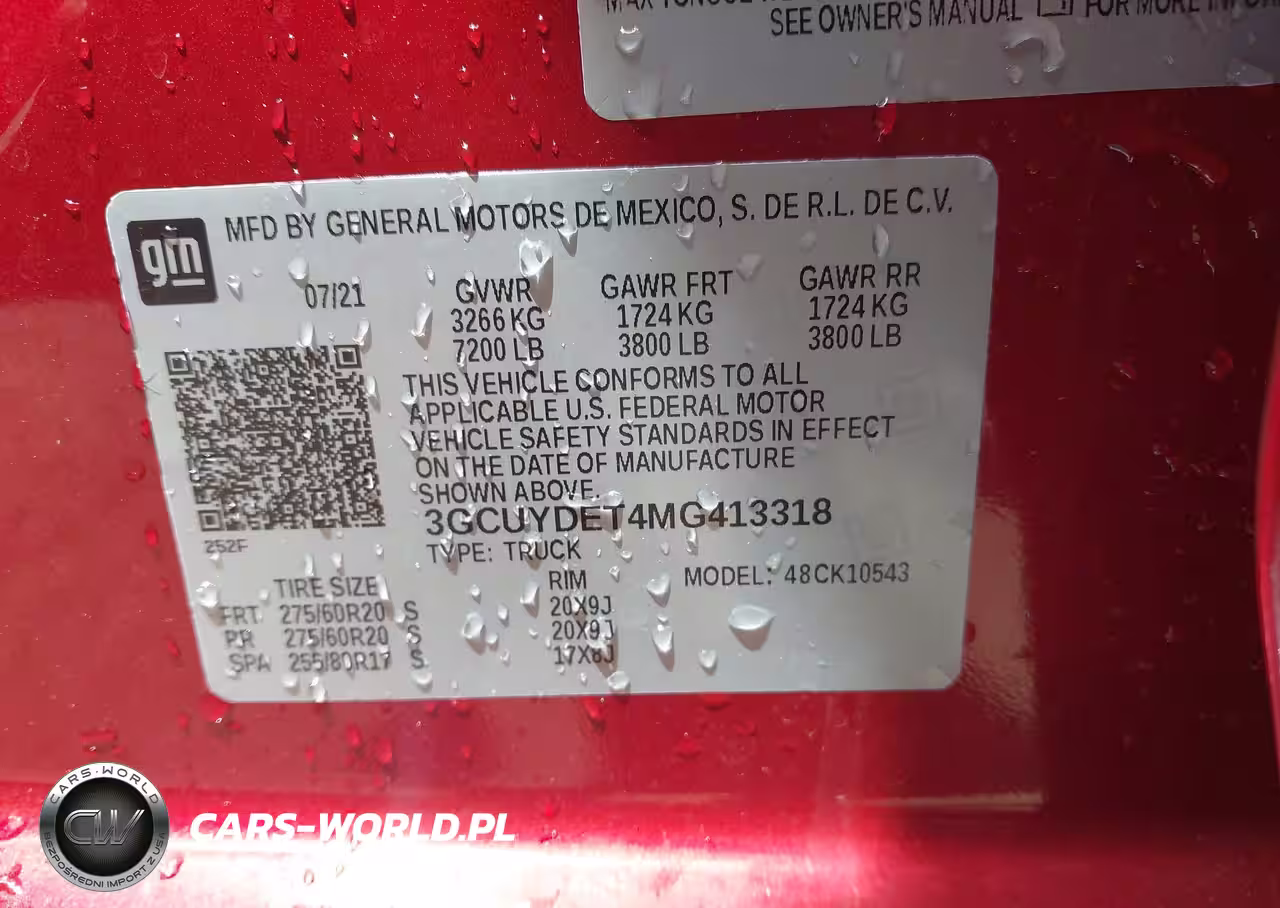 SEE OWNER'S MANUAL FOR MORE
gm
MFD BY GENERAL MOTORS DE MEXICO, S. DE R.L. DE C.V.
07/21 GVWR GAWR FRT GAWR RR
3266 KG 1724 KG 1724 KG
7200 LB 3800 LB 3800 LB
THIS VEHICLE CONFORMS TO ALL
APPLICABLE U.S. FEDERAL MOTOR
VEHICLE SAFETY STANDARDS IN EFFECT
ON THE DATE OF MANUFACTURE
SHOWN ABOVE.
3GCUYDET4MG413318
252F
TYPE: TRUCK
TIRE SIZE RIM MODEL: 48CK10543
FRT 275/60R20 S 20X9J
RR 275/60R20 S 20X9J
SPA 255/80R17 S 17X8J
CARS-WORLD
CW
BEZPOŚREDNI IMPORT Z USA
CARS-WORLD.PL